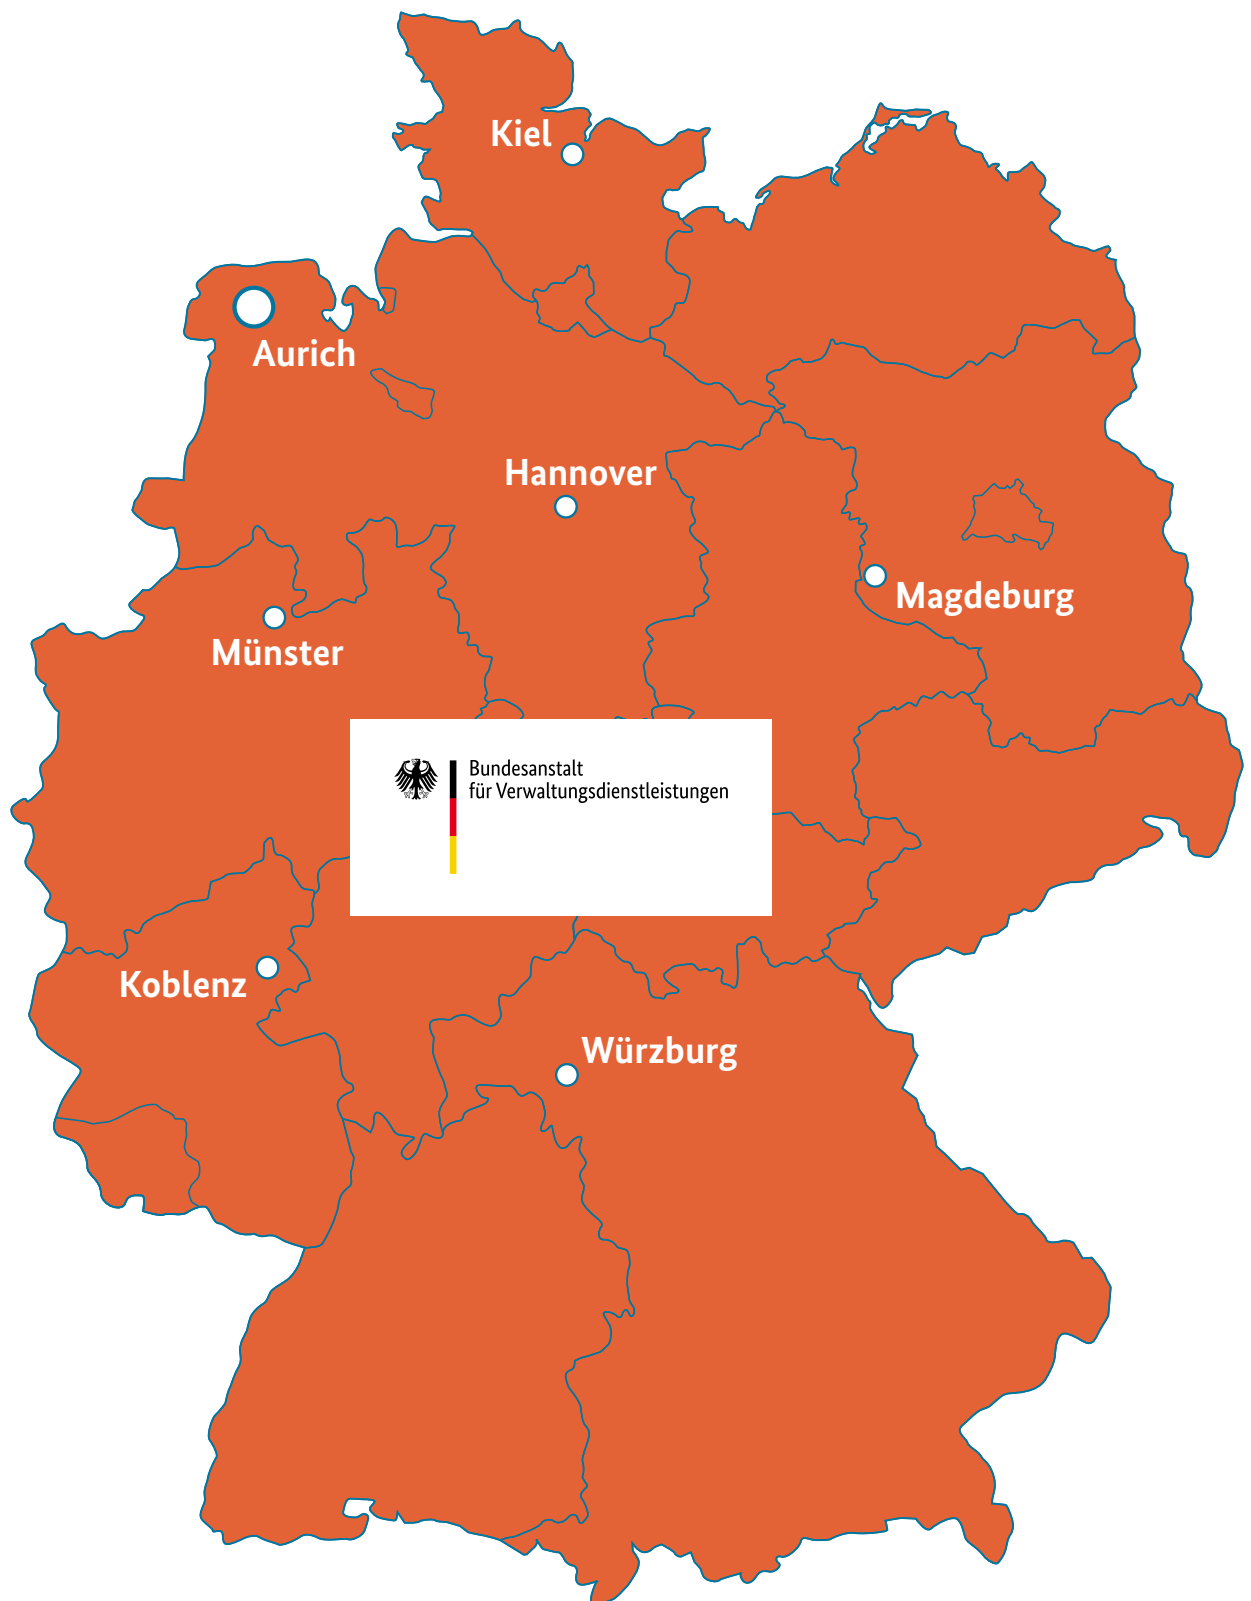 Kiel
Aurich
Hannover
Magdeburg
Münster
Bundesanstalt
für Verwaltungsdienstleistungen
Koblenz
Würzburg